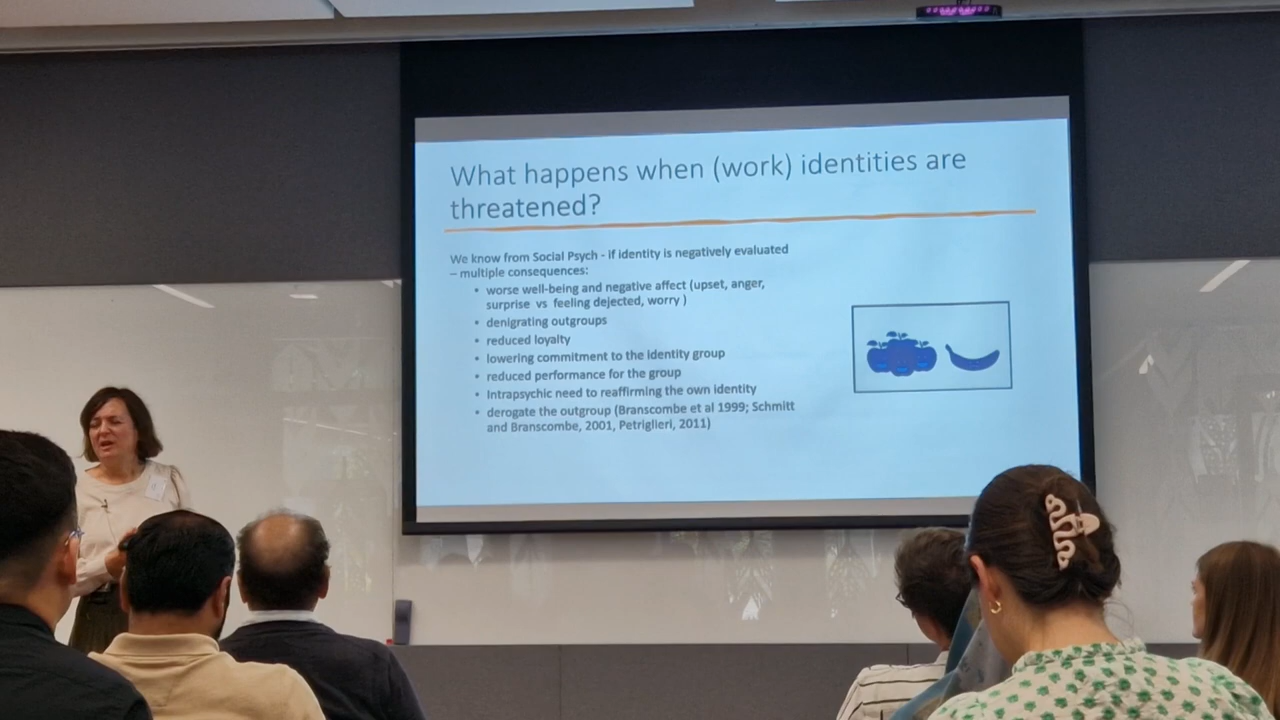 What happens when (work) identities are
threatened?
We know from Social Psych - if identity is negatively evaluated
– multiple consequences:
• worse well-being and negative affect (upset, anger,
surprise vs feeling dejected, worry )
• denigrating outgroups
• reduced loyalty
• lowering commitment to the identity group
• reduced performance for the group
• Intrapsychic need to reaffirming the own identity
• derogate the outgroup (Branscombe et al 1999; Schmitt
and Branscombe, 2001, Petriglieri, 2011)